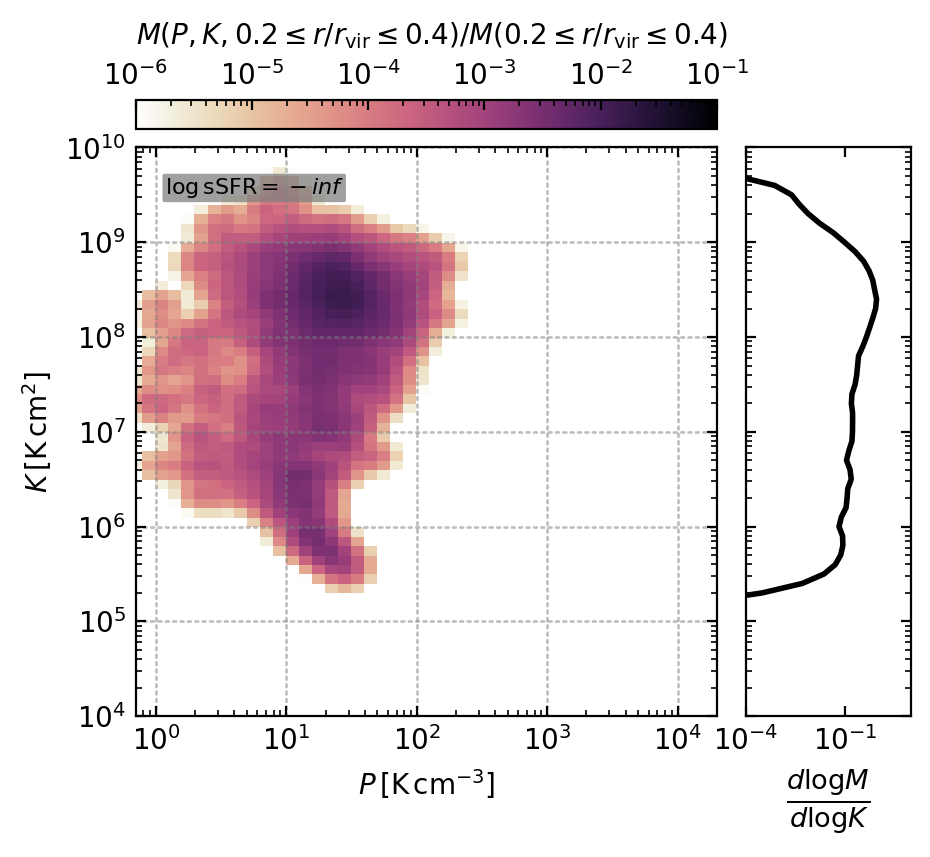 M(P, K, 0.2 ≤ r/r_vir ≤ 0.4)/M(0.2 ≤ r/r_vir ≤ 0.4)
10^−6 10^−5 10^−4 10^−3 10^−2 10^−1
log sSFR = −inf
10^10
10^9
10^8
10^7
10^6
10^5
10^4
K [K cm^2]
10^0 10^1 10^2 10^3 10^4
P [K cm^−3]
10^−4 10^−1
dlogM
dlogK